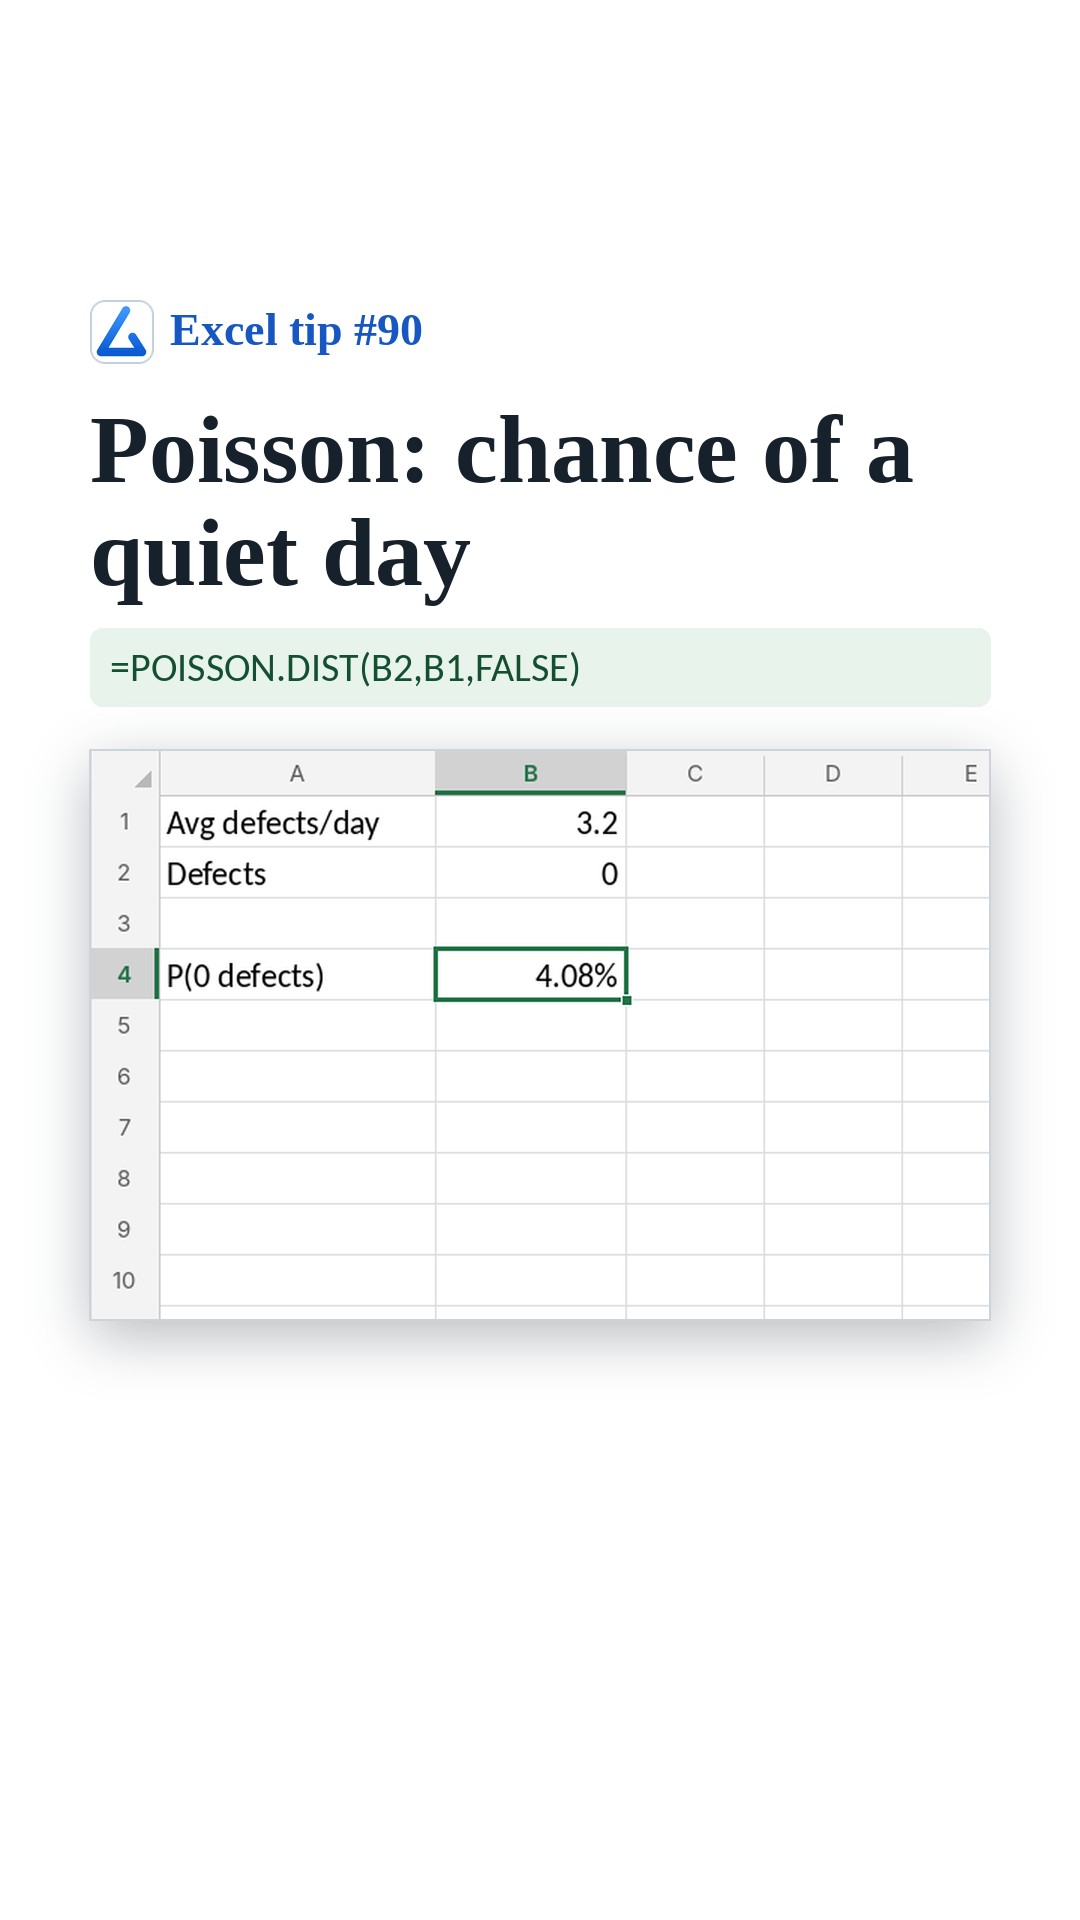 Excel tip #90
Poisson: chance of a
quiet day
=POISSON.DIST(B2,B1,FALSE)
A B C D E
1 Avg defects/day 3.2
2 Defects 0
3
4 P(0 defects) 4.08%
5
6
7
8
9
10